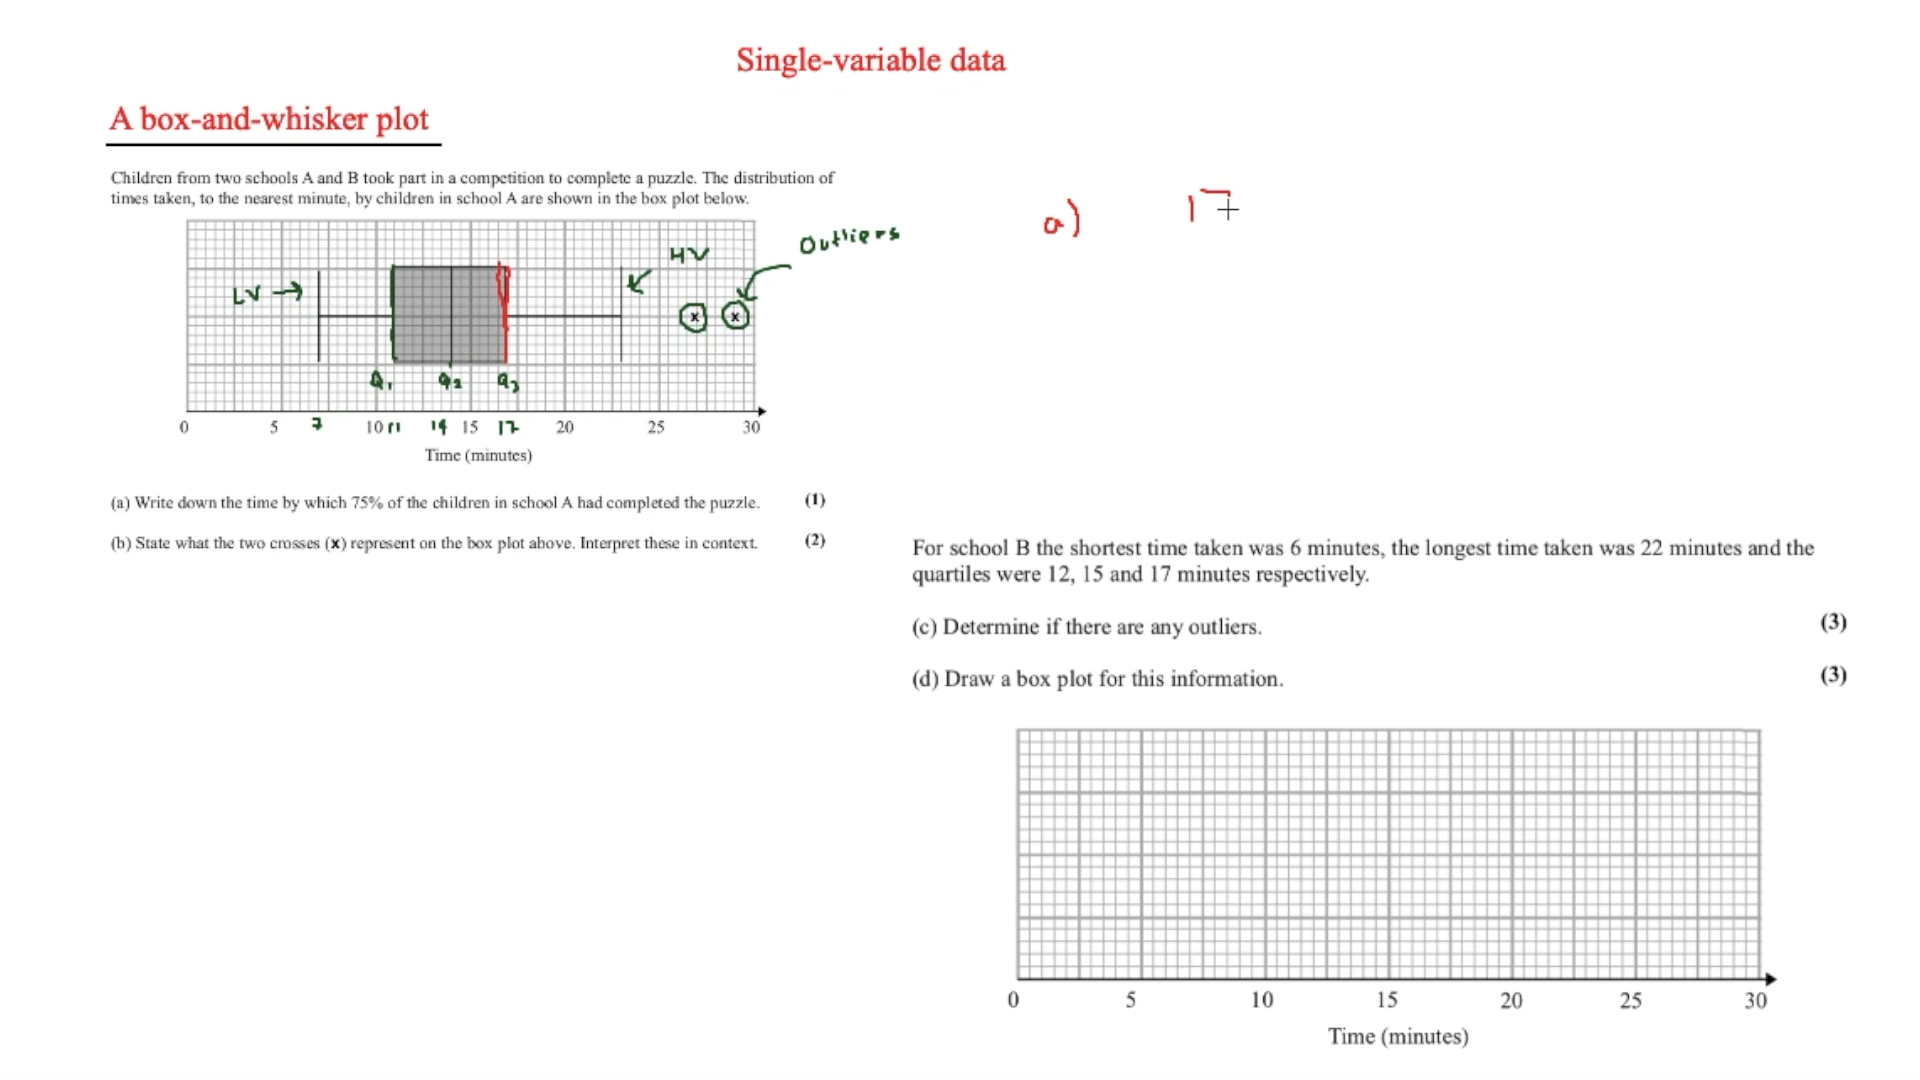 Single-variable data
A box-and-whisker plot
Children from two schools A and B took part in a competition to complete a puzzle. The distribution of
times taken, to the nearest minute, by children in school A are shown in the box plot below.
a) 17
Outliers
HV
LV →
x x
Q1 Q2 Q3
0 5 7 10 11 14 15 17 20 25 30
Time (minutes)
(a) Write down the time by which 75% of the children in school A had completed the puzzle. (1)
(b) State what the two crosses (x) represent on the box plot above. Interpret these in context. (2)
For school B the shortest time taken was 6 minutes, the longest time taken was 22 minutes and the
quartiles were 12, 15 and 17 minutes respectively.
(c) Determine if there are any outliers. (3)
(d) Draw a box plot for this information. (3)
0 5 10 15 20 25 30
Time (minutes)